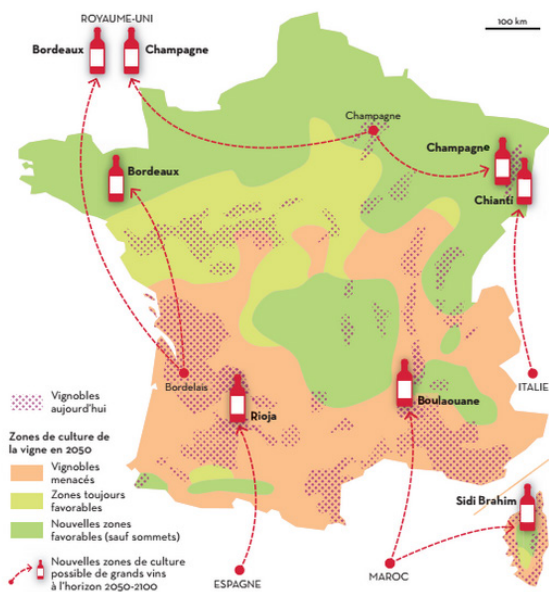 ROYAUME-UNI
100 km
Bordeaux
Champagne
Champagne
Champagne
Bordeaux
Chianti
Bordelais
ITALIE
Rioja
Boulaouane
Vignobles
aujourd'hui
Zones de culture de
la vigne en 2050
Vignobles
menacés
Zones toujours
favorables
Nouvelles zones
favorables (sauf sommets)
Nouvelles zones de culture
possible de grands vins
à l'horizon 2050-2100
Sidi Brahim
ESPAGNE
MAROC